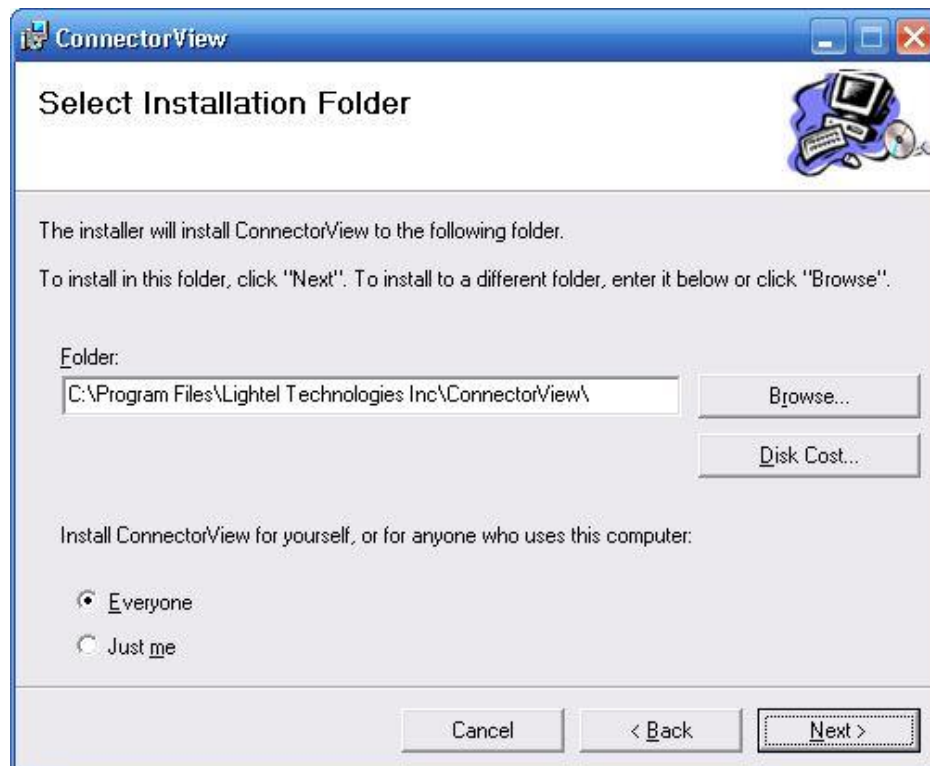 ConnectorView
Select Installation Folder
The installer will install ConnectorView to the following folder.
To install in this folder, click "Next". To install to a different folder, enter it below or click "Browse".
Folder:
C:\Program Files\Lightel Technologies Inc\ConnectorView\
Browse...
Disk Cost...
Install ConnectorView for yourself, or for anyone who uses this computer:
Everyone
Just me
Cancel
< Back
Next >